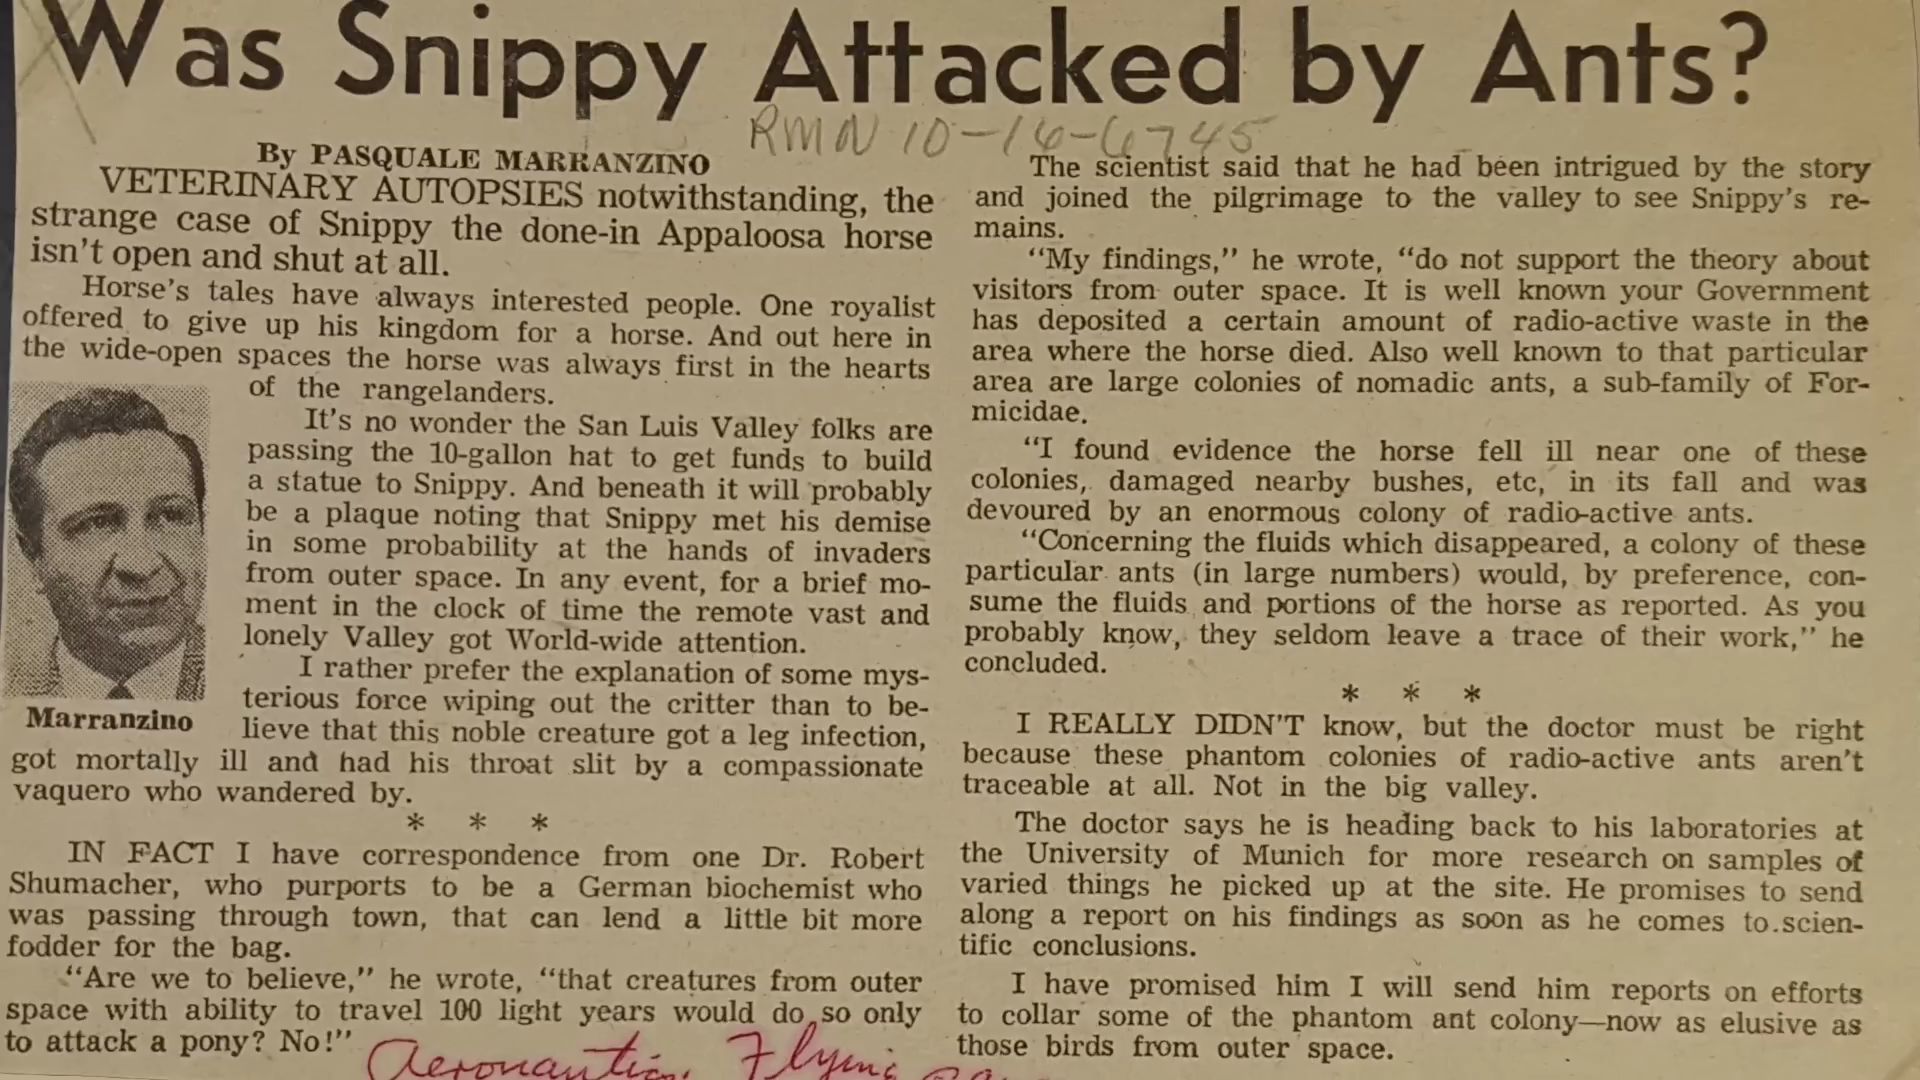 Was Snippy Attacked by Ants?
RMN 10-16-67 45
By PASQUALE MARRANZINO
VETERINARY AUTOPSIES notwithstanding, the
strange case of Snippy the done-in Appaloosa horse
isn't open and shut at all.
Horse's tales have always interested people. One royalist
offered to give up his kingdom for a horse. And out here in
the wide-open spaces the horse was always first in the hearts
of the rangelanders.
It's no wonder the San Luis Valley folks are
passing the 10-gallon hat to get funds to build
a statue to Snippy. And beneath it will probably
be a plaque noting that Snippy met his demise
in some probability at the hands of invaders
from outer space. In any event, for a brief mo-
ment in the clock of time the remote vast and
lonely Valley got World-wide attention.
I rather prefer the explanation of some mys-
terious force wiping out the critter than to be-
lieve that this noble creature got a leg infection,
Marranzino
got mortally ill and had his throat slit by a compassionate
vaquero who wandered by.
* * *
IN FACT I have correspondence from one Dr. Robert
Shumacher, who purports to be a German biochemist who
was passing through town, that can lend a little bit more
fodder for the bag.
"Are we to believe," he wrote, "that creatures from outer
space with ability to travel 100 light years would do so only
to attack a pony? No!"
The scientist said that he had been intrigued by the story
and joined the pilgrimage to the valley to see Snippy's re-
mains.
"My findings," he wrote, "do not support the theory about
visitors from outer space. It is well known your Government
has deposited a certain amount of radio-active waste in the
area where the horse died. Also well known to that particular
area are large colonies of nomadic ants, a sub-family of For-
micidae.
"I found evidence the horse fell ill near one of these
colonies, damaged nearby bushes, etc, in its fall and was
devoured by an enormous colony of radio-active ants.
"Concerning the fluids which disappeared, a colony of these
particular ants (in large numbers) would, by preference, con-
sume the fluids and portions of the horse as reported. As you
probably know, they seldom leave a trace of their work," he
concluded.
* * *
I REALLY DIDN'T know, but the doctor must be right
because these phantom colonies of radio-active ants aren't
traceable at all. Not in the big valley.
The doctor says he is heading back to his laboratories at
the University of Munich for more research on samples of
varied things he picked up at the site. He promises to send
along a report on his findings as soon as he comes to scien-
tific conclusions.
I have promised him I will send him reports on efforts
to collar some of the phantom ant colony—now as elusive as
those birds from outer space.
Aeronautics. Flying